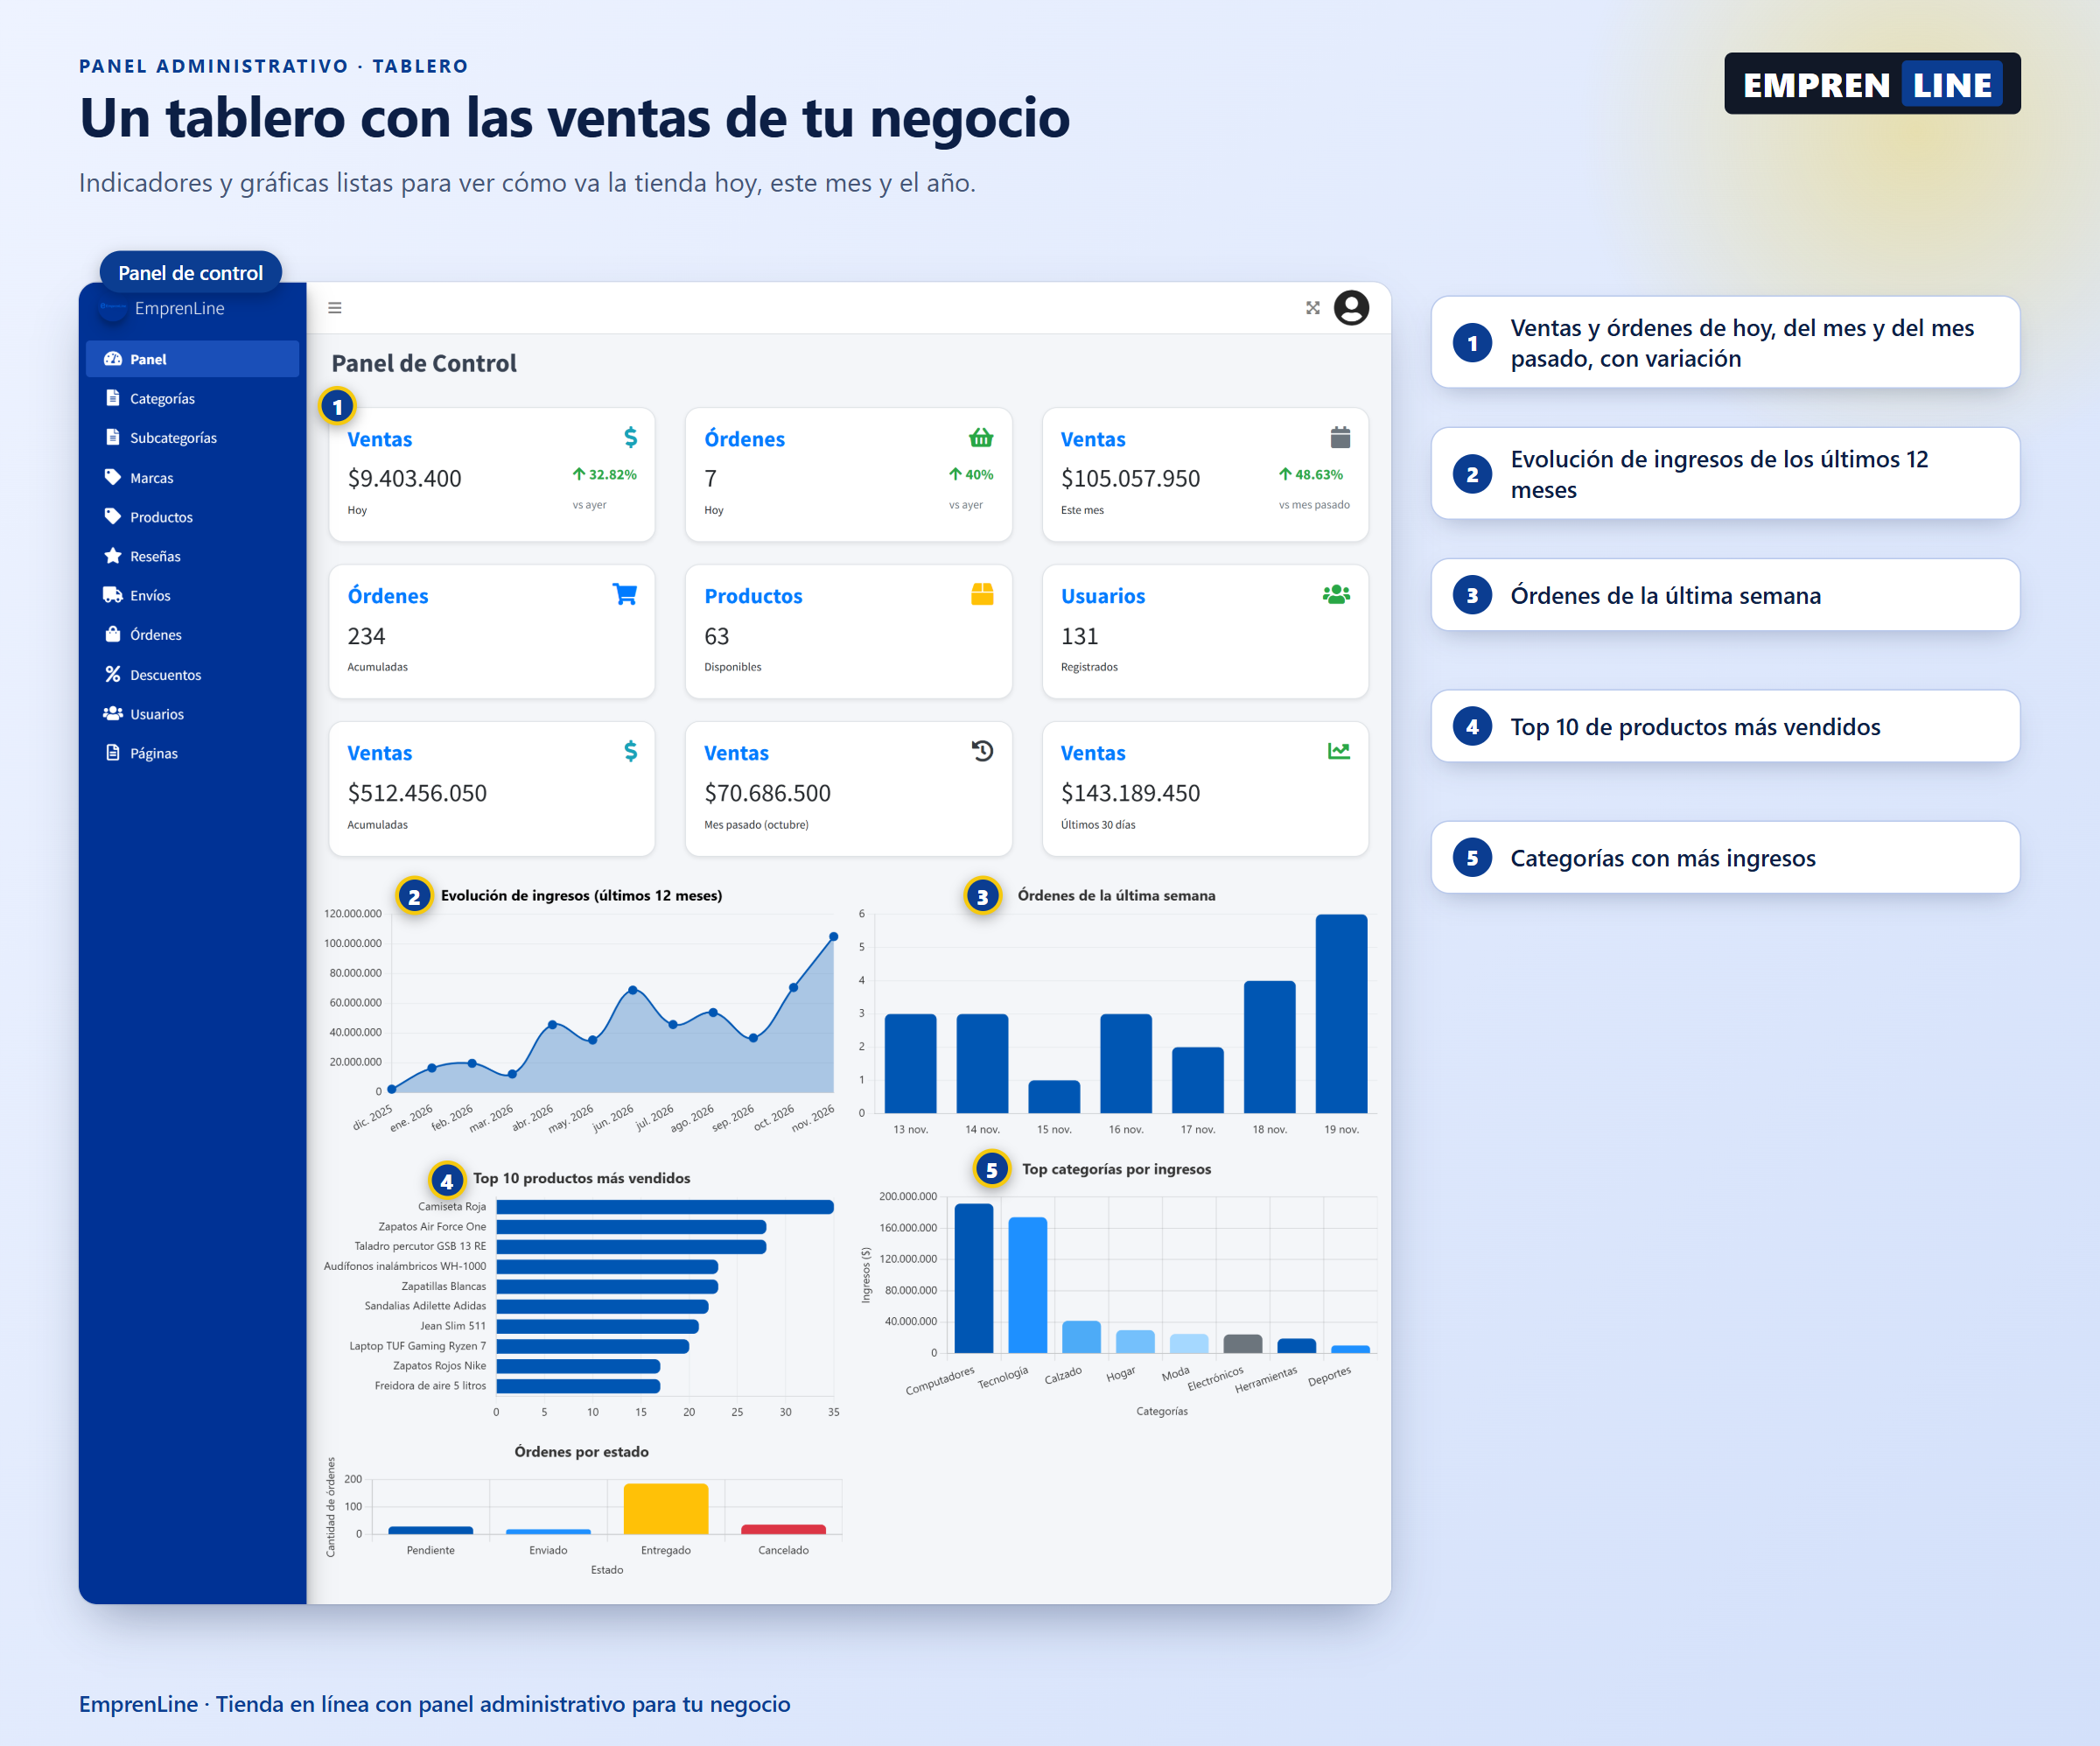 PANEL ADMINISTRATIVO · TABLERO
Un tablero con las ventas de tu negocio
Indicadores y gráficas listas para ver cómo va la tienda hoy, este mes y el año.
EMPREN LINE
Panel de control
EmprenLine
Panel
Categorías
Subcategorías
Marcas
Productos
Reseñas
Envíos
Órdenes
Descuentos
Usuarios
Páginas
Panel de Control
1
Ventas
$9.403.400
32.82%
Hoy
vs ayer
Órdenes
7
40%
Hoy
vs ayer
Ventas
$105.057.950
48.63%
Este mes
vs mes pasado
Órdenes
234
Acumuladas
Productos
63
Disponibles
Usuarios
131
Registrados
Ventas
$512.456.050
Acumuladas
Ventas
$70.686.500
Mes pasado (octubre)
Ventas
$143.189.450
Últimos 30 días
2
Evolución de ingresos (últimos 12 meses)
120.000.000
100.000.000
80.000.000
60.000.000
40.000.000
20.000.000
0
dic. 2025
ene. 2026
feb. 2026
mar. 2026
abr. 2026
may. 2026
jun. 2026
jul. 2026
ago. 2026
sep. 2026
oct. 2026
nov. 2026
3
Órdenes de la última semana
6
5
4
3
2
1
0
13 nov.
14 nov.
15 nov.
16 nov.
17 nov.
18 nov.
19 nov.
4
Top 10 productos más vendidos
Camiseta Roja
Zapatos Air Force One
Taladro percutor GSB 13 RE
Audífonos inalámbricos WH-1000
Zapatillas Blancas
Sandalias Adilette Adidas
Jean Slim 511
Laptop TUF Gaming Ryzen 7
Zapatos Rojos Nike
Freidora de aire 5 litros
0
5
10
15
20
25
30
35
5
Top categorías por ingresos
Ingresos ($)
200.000.000
160.000.000
120.000.000
80.000.000
40.000.000
0
Computadores
Tecnología
Calzado
Hogar
Moda
Electrónicos
Herramientas
Deportes
Categorías
Órdenes por estado
Cantidad de órdenes
200
100
0
Pendiente
Enviado
Entregado
Cancelado
Estado
1
Ventas y órdenes de hoy, del mes y del mes
pasado, con variación
2
Evolución de ingresos de los últimos 12
meses
3
Órdenes de la última semana
4
Top 10 de productos más vendidos
5
Categorías con más ingresos
EmprenLine · Tienda en línea con panel administrativo para tu negocio